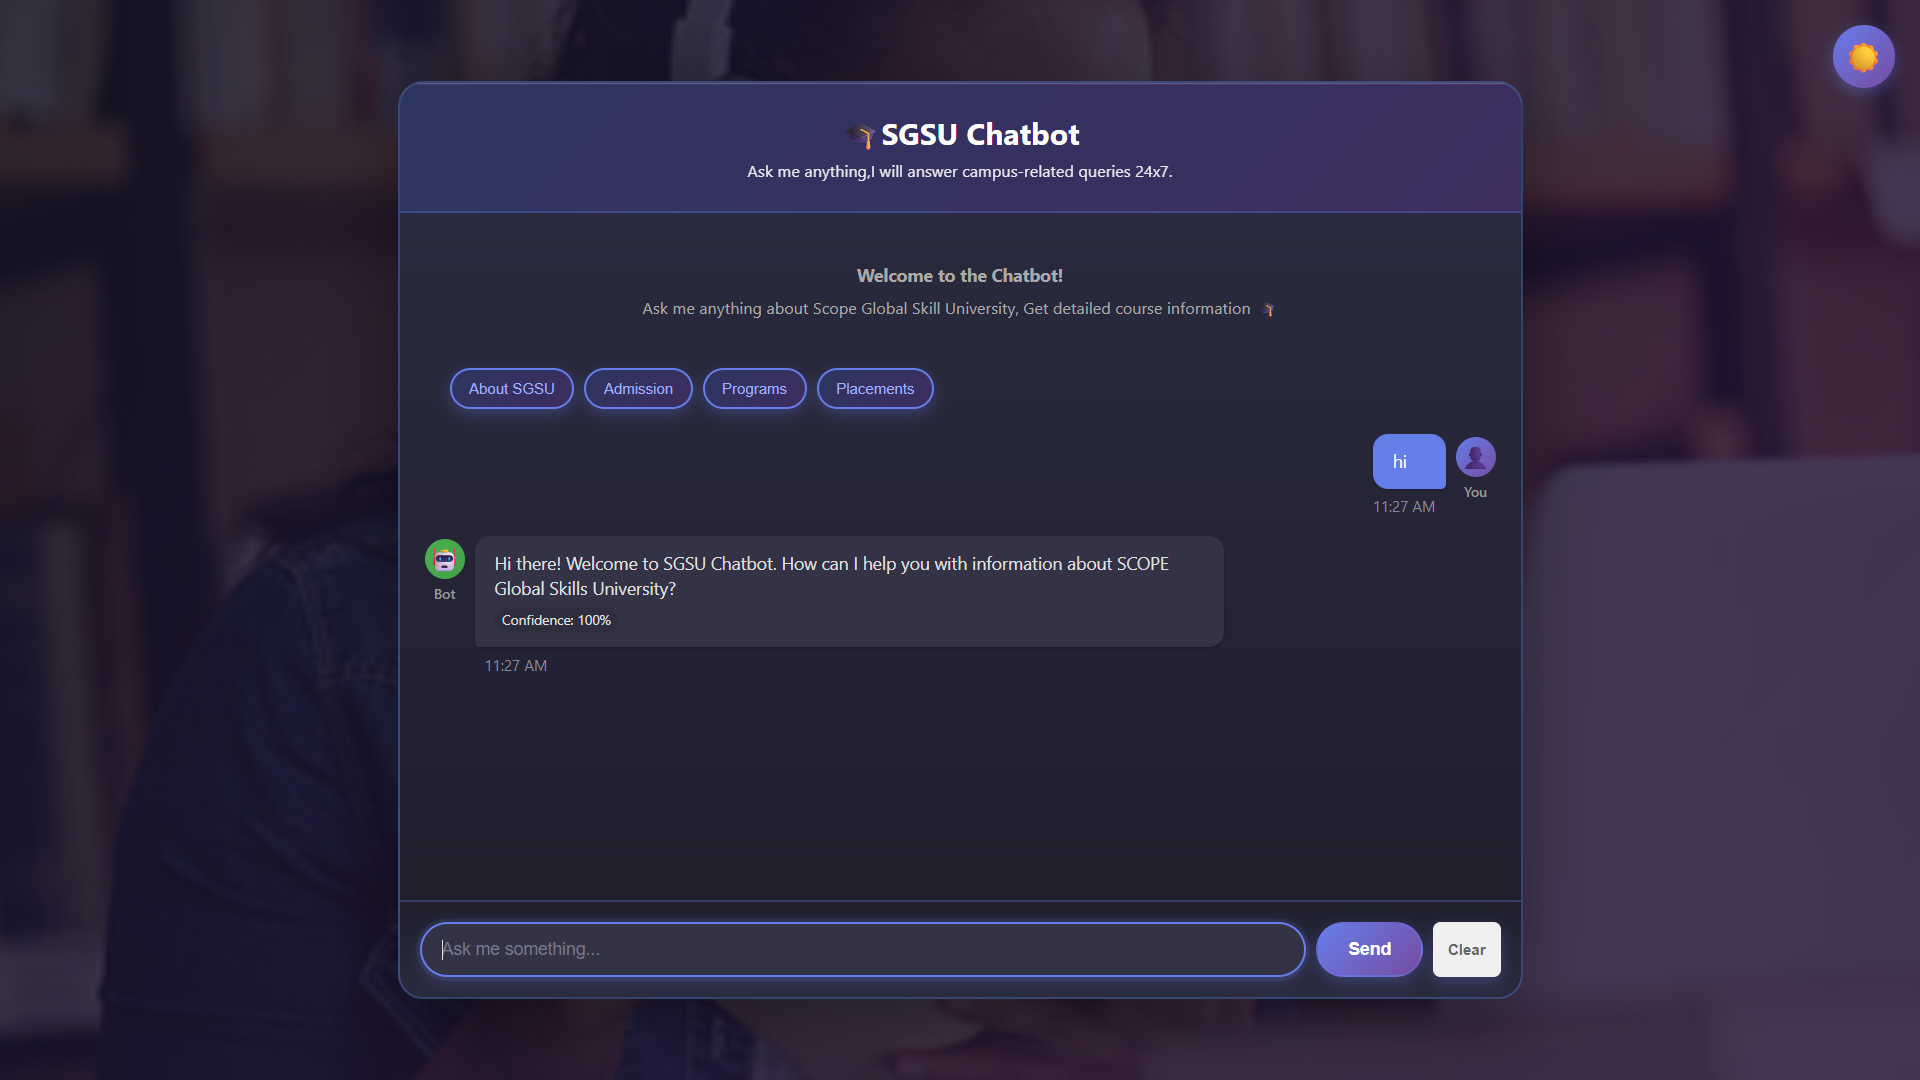 SGSU Chatbot
Ask me anything,I will answer campus-related queries 24x7.
Welcome to the Chatbot!
Ask me anything about Scope Global Skill University, Get detailed course information
About SGSU
Admission
Programs
Placements
hi
You
11:27 AM
Bot
Hi there! Welcome to SGSU Chatbot. How can I help you with information about SCOPE
Global Skills University?
Confidence: 100%
11:27 AM
Ask me something...
Send
Clear